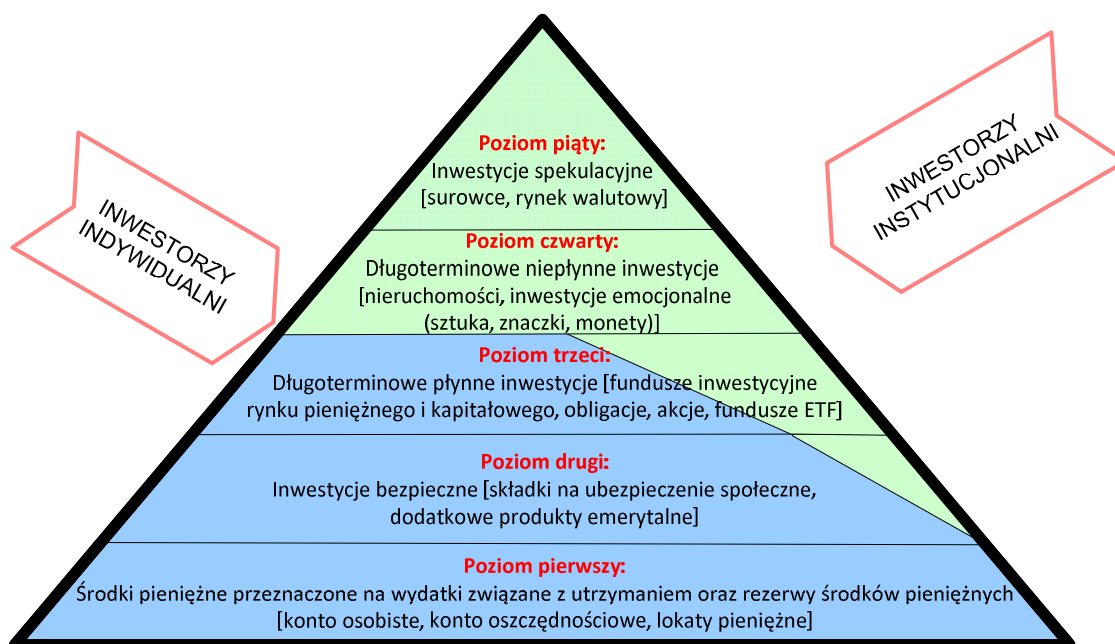 Poziom piąty:
Inwestycje spekulacyjne
[surowce, rynek walutowy]
INWESTORZY
INDYWIDUALNI
INWESTORZY
INSTYTUCJONALNI
Poziom czwarty:
Długoterminowe niepłynne inwestycje
[nieruchomości, inwestycje emocjonalne
(sztuka, znaczki, monety)]
Poziom trzeci:
Długoterminowe płynne inwestycje [fundusze inwestycyjne
rynku pieniężnego i kapitałowego, obligacje, akcje, fundusze ETF]
Poziom drugi:
Inwestycje bezpieczne [składki na ubezpieczenie społeczne,
dodatkowe produkty emerytalne]
Poziom pierwszy:
Środki pieniężne przeznaczone na wydatki związane z utrzymaniem oraz rezerwy środków pieniężnych
[konto osobiste, konto oszczędnościowe, lokaty pieniężne]